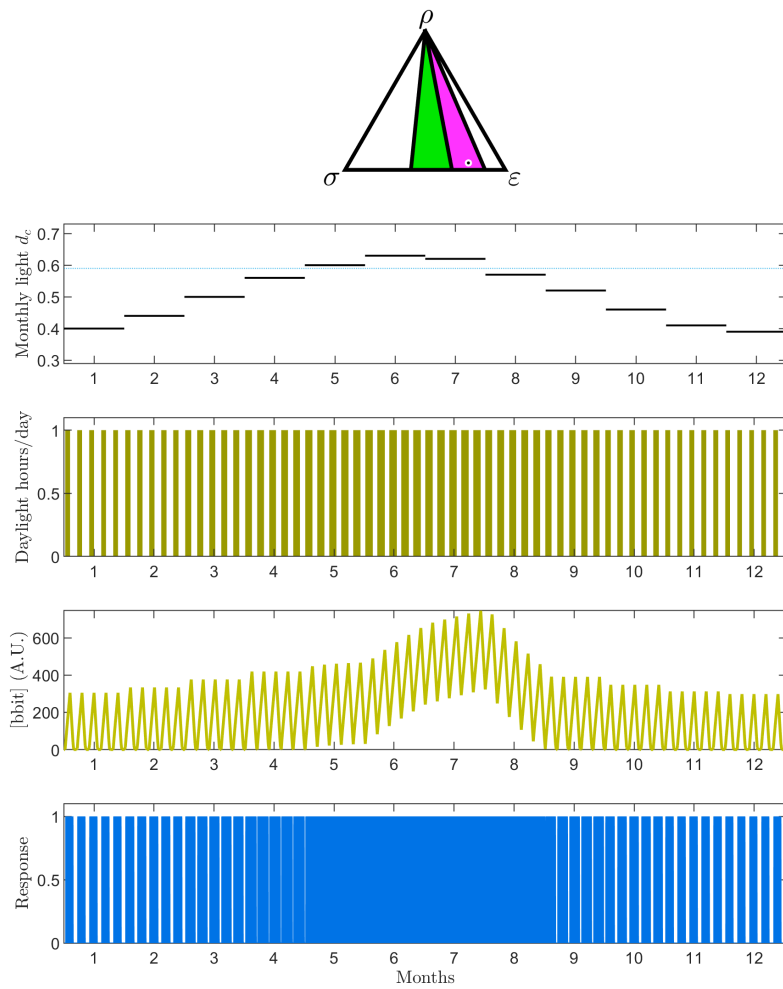 ρ
σ ε
Monthly light d_c
0.7
0.6
0.5
0.4
0.3
1 2 3 4 5 6 7 8 9 10 11 12
Daylight hours/day
1
0.5
0
1 2 3 4 5 6 7 8 9 10 11 12
[bbit] (A.U.)
600
400
200
0
1 2 3 4 5 6 7 8 9 10 11 12
Response
1
0.5
0
1 2 3 4 5 6 7 8 9 10 11 12
Months